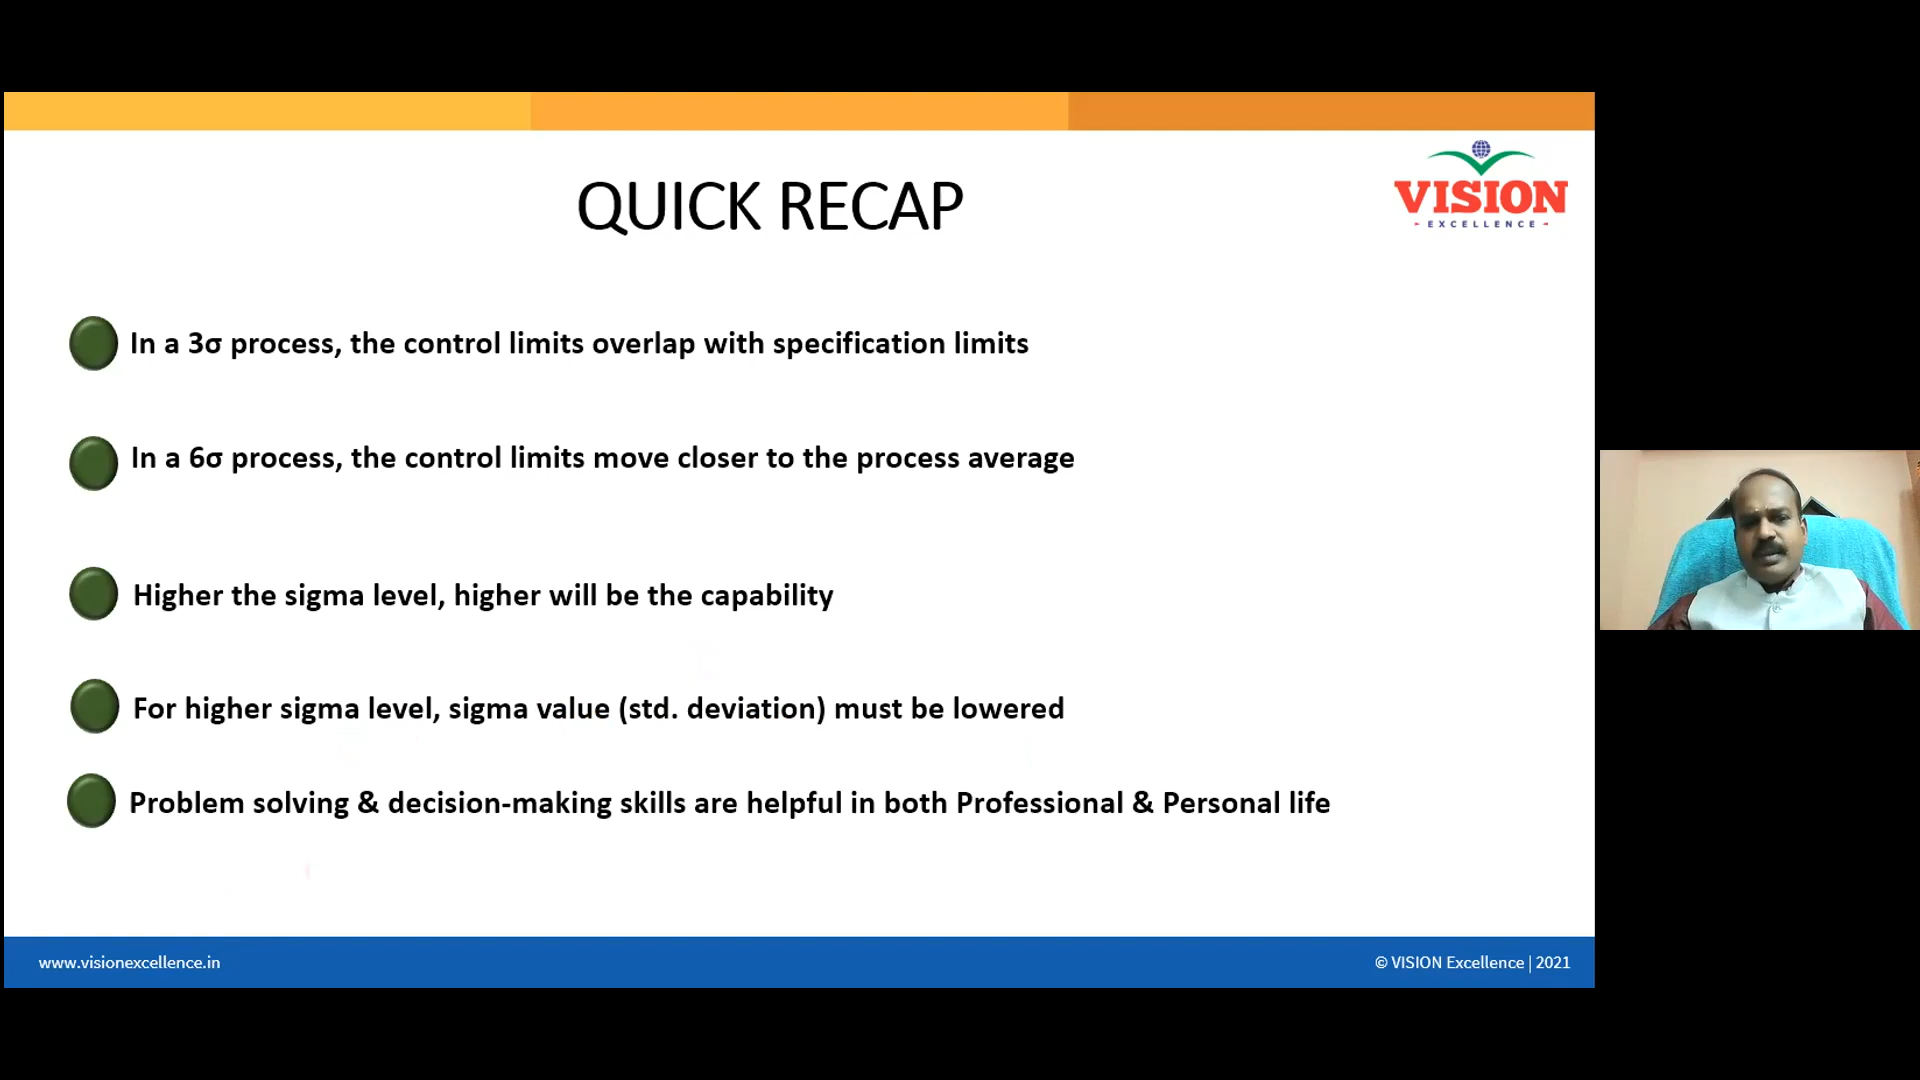 VISION
EXCELLENCE
QUICK RECAP
In a 3σ process, the control limits overlap with specification limits
In a 6σ process, the control limits move closer to the process average
Higher the sigma level, higher will be the capability
For higher sigma level, sigma value (std. deviation) must be lowered
Problem solving & decision-making skills are helpful in both Professional & Personal life
www.visionexcellence.in
© VISION Excellence | 2021